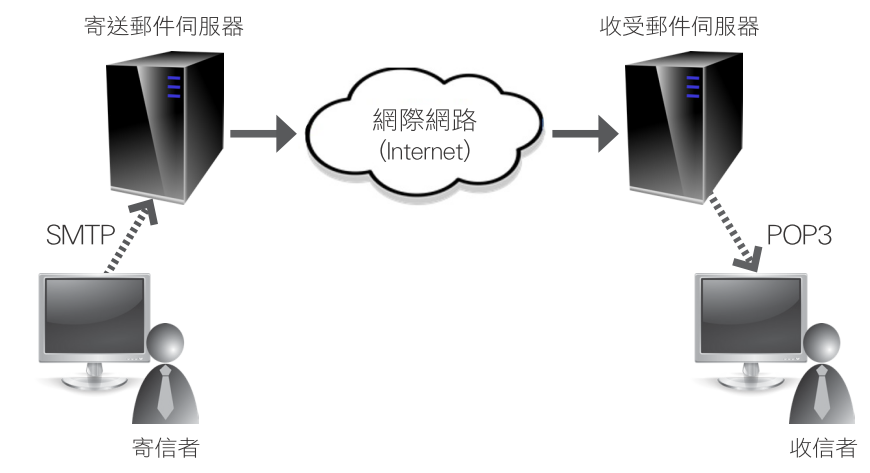 寄送郵件伺服器
收受郵件伺服器
網際網路
(Internet)
SMTP
POP3
寄信者
收信者